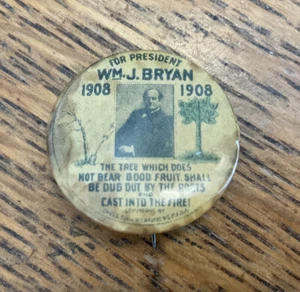 FOR PRESIDENT
WM. J. BRYAN
1908 1908
THE TREE WHICH DOES
NOT BEAR GOOD FRUIT, SHALL
BE DUG OUT BY THE ROOTS
AND
CAST INTO THE FIRE!